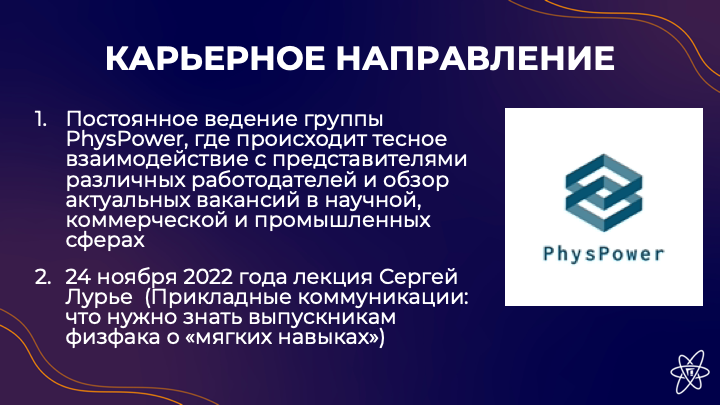 КАРЬЕРНОЕ НАПРАВЛЕНИЕ
1. Постоянное ведение группы
PhysPower, где происходит тесное
взаимодействие с представителями
различных работодателей и обзор
актуальных вакансий в научной,
коммерческой и промышленных
сферах
2. 24 ноября 2022 года лекция Сергей
Лурье (Прикладные коммуникации:
что нужно знать выпускникам
физфака о «мягких навыках»)
PhysPower